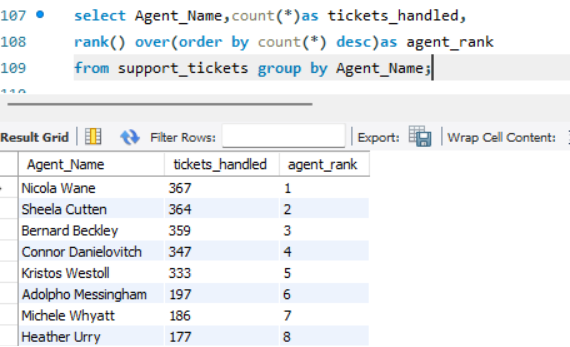 107 select Agent_Name,count(*)as tickets_handled,
108 rank() over(order by count(*) desc)as agent_rank
109 from support_tickets group by Agent_Name;
110
Result Grid Filter Rows: Export: Wrap Cell Content:
Agent_Name tickets_handled agent_rank
Nicola Wane 367 1
Sheela Cutten 364 2
Bernard Beckley 359 3
Connor Danielovitch 347 4
Kristos Westoll 333 5
Adolpho Messingham 197 6
Michele Whyatt 186 7
Heather Urry 177 8